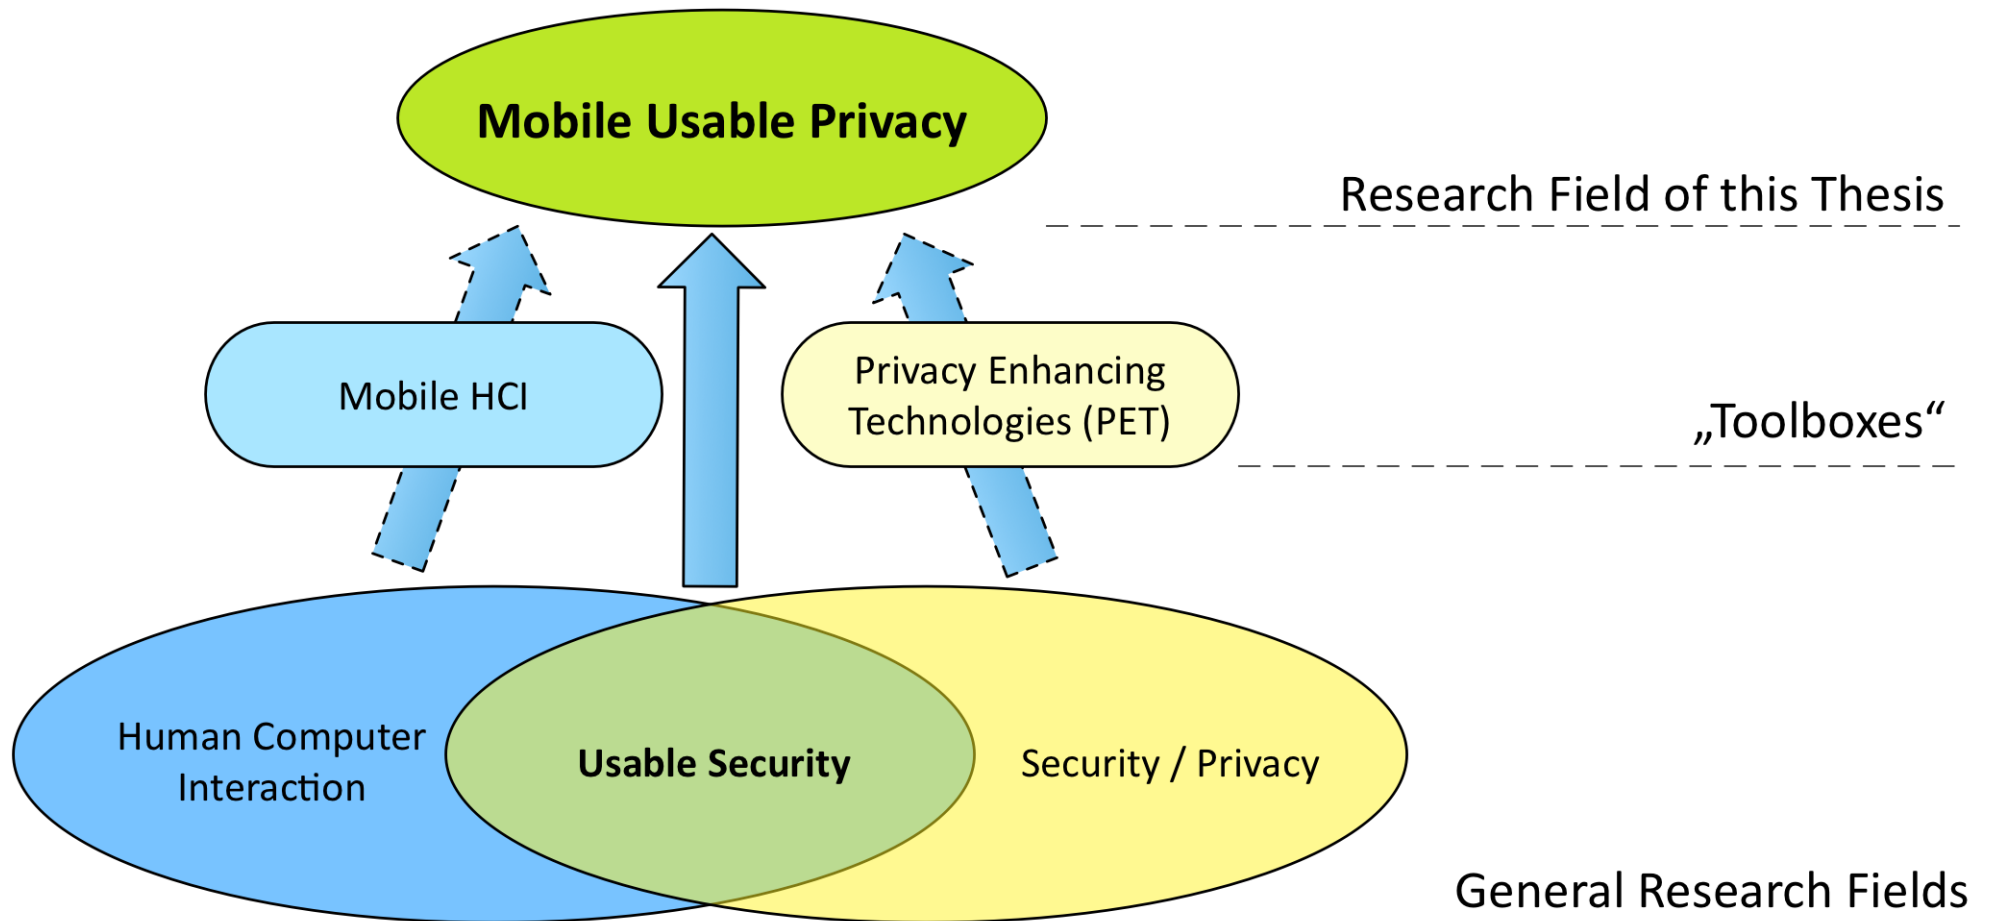 Mobile Usable Privacy
Research Field of this Thesis
Mobile HCI
Privacy Enhancing
Technologies (PET)
„Toolboxes“
Human Computer
Interaction
Usable Security
Security / Privacy
General Research Fields